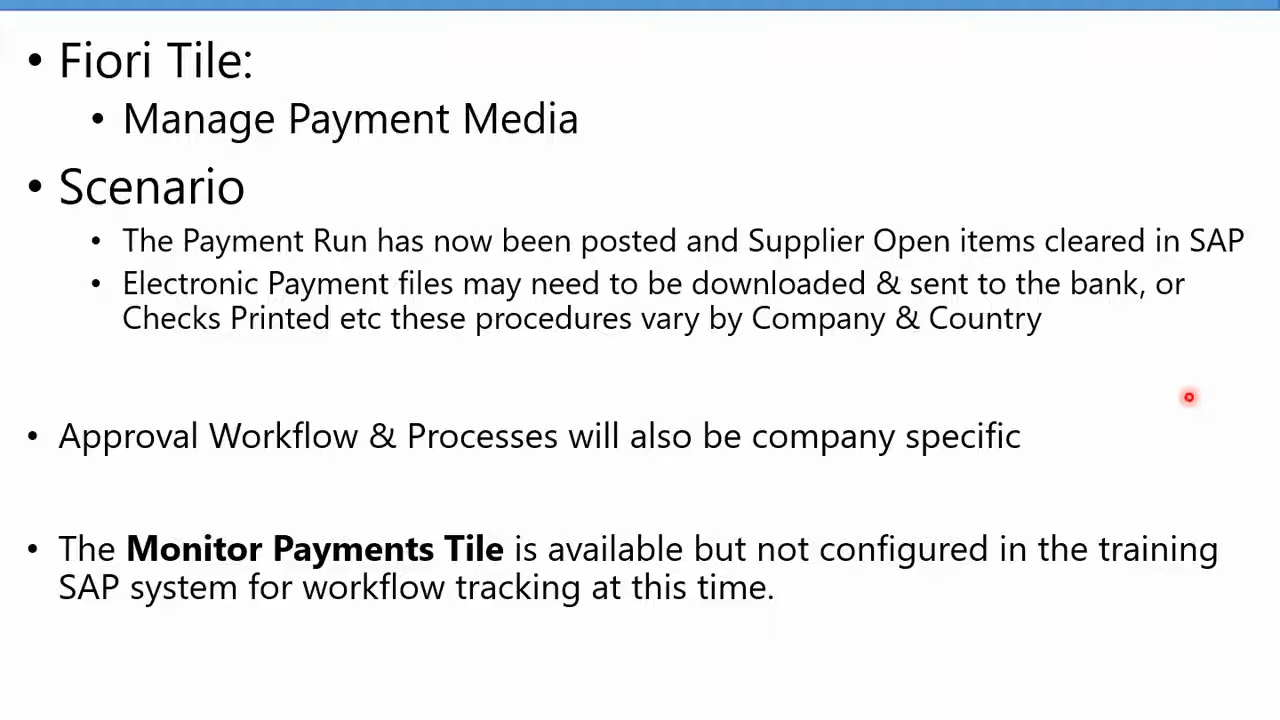 • Fiori Tile:
• Manage Payment Media
• Scenario
• The Payment Run has now been posted and Supplier Open items cleared in SAP
• Electronic Payment files may need to be downloaded & sent to the bank, or
Checks Printed etc these procedures vary by Company & Country
• Approval Workflow & Processes will also be company specific
• The Monitor Payments Tile is available but not configured in the training
SAP system for workflow tracking at this time.